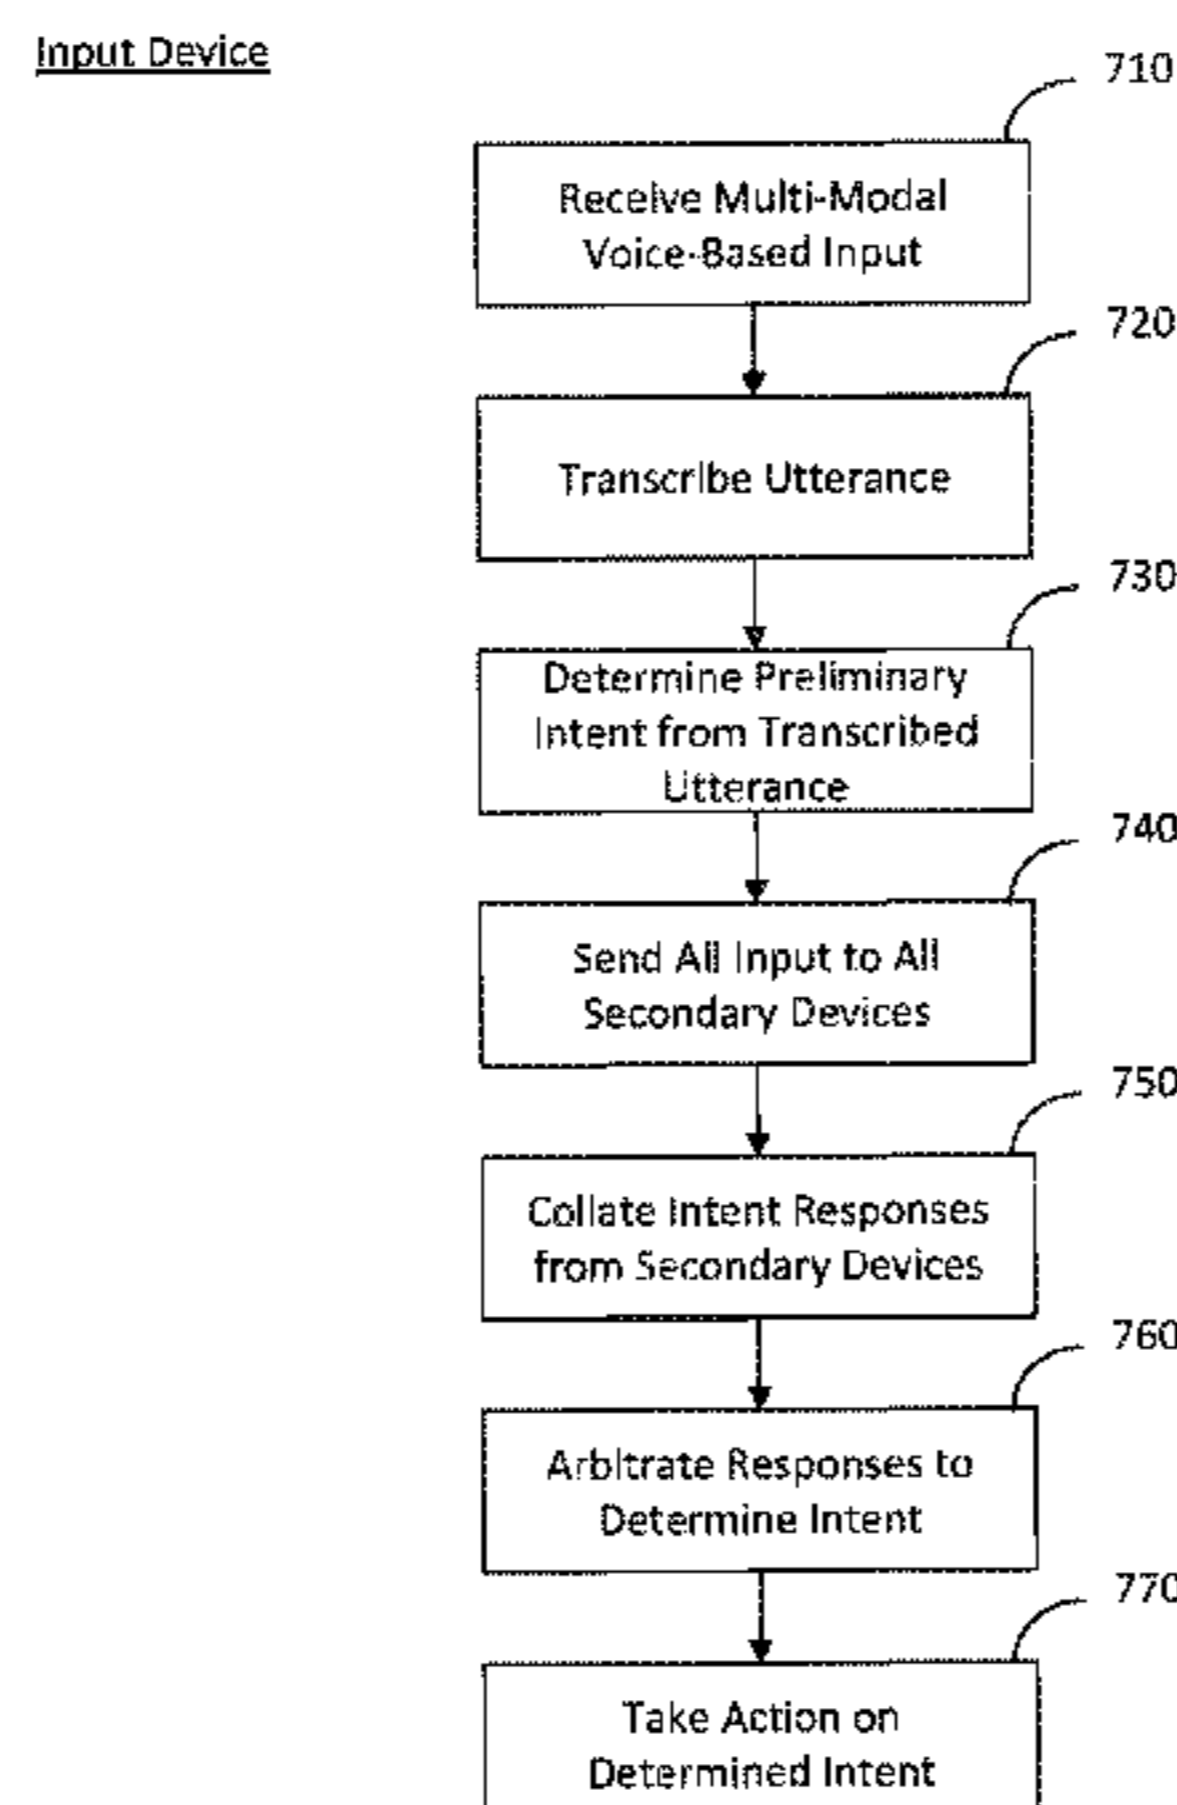 Input Device
710
Receive Multi-Modal
Voice-Based Input
720
Transcribe Utterance
730
Determine Preliminary
Intent from Transcribed
Utterance
740
Send All Input to All
Secondary Devices
750
Collate Intent Responses
from Secondary Devices
760
Arbitrate Responses to
Determine Intent
770
Take Action on
Determined Intent